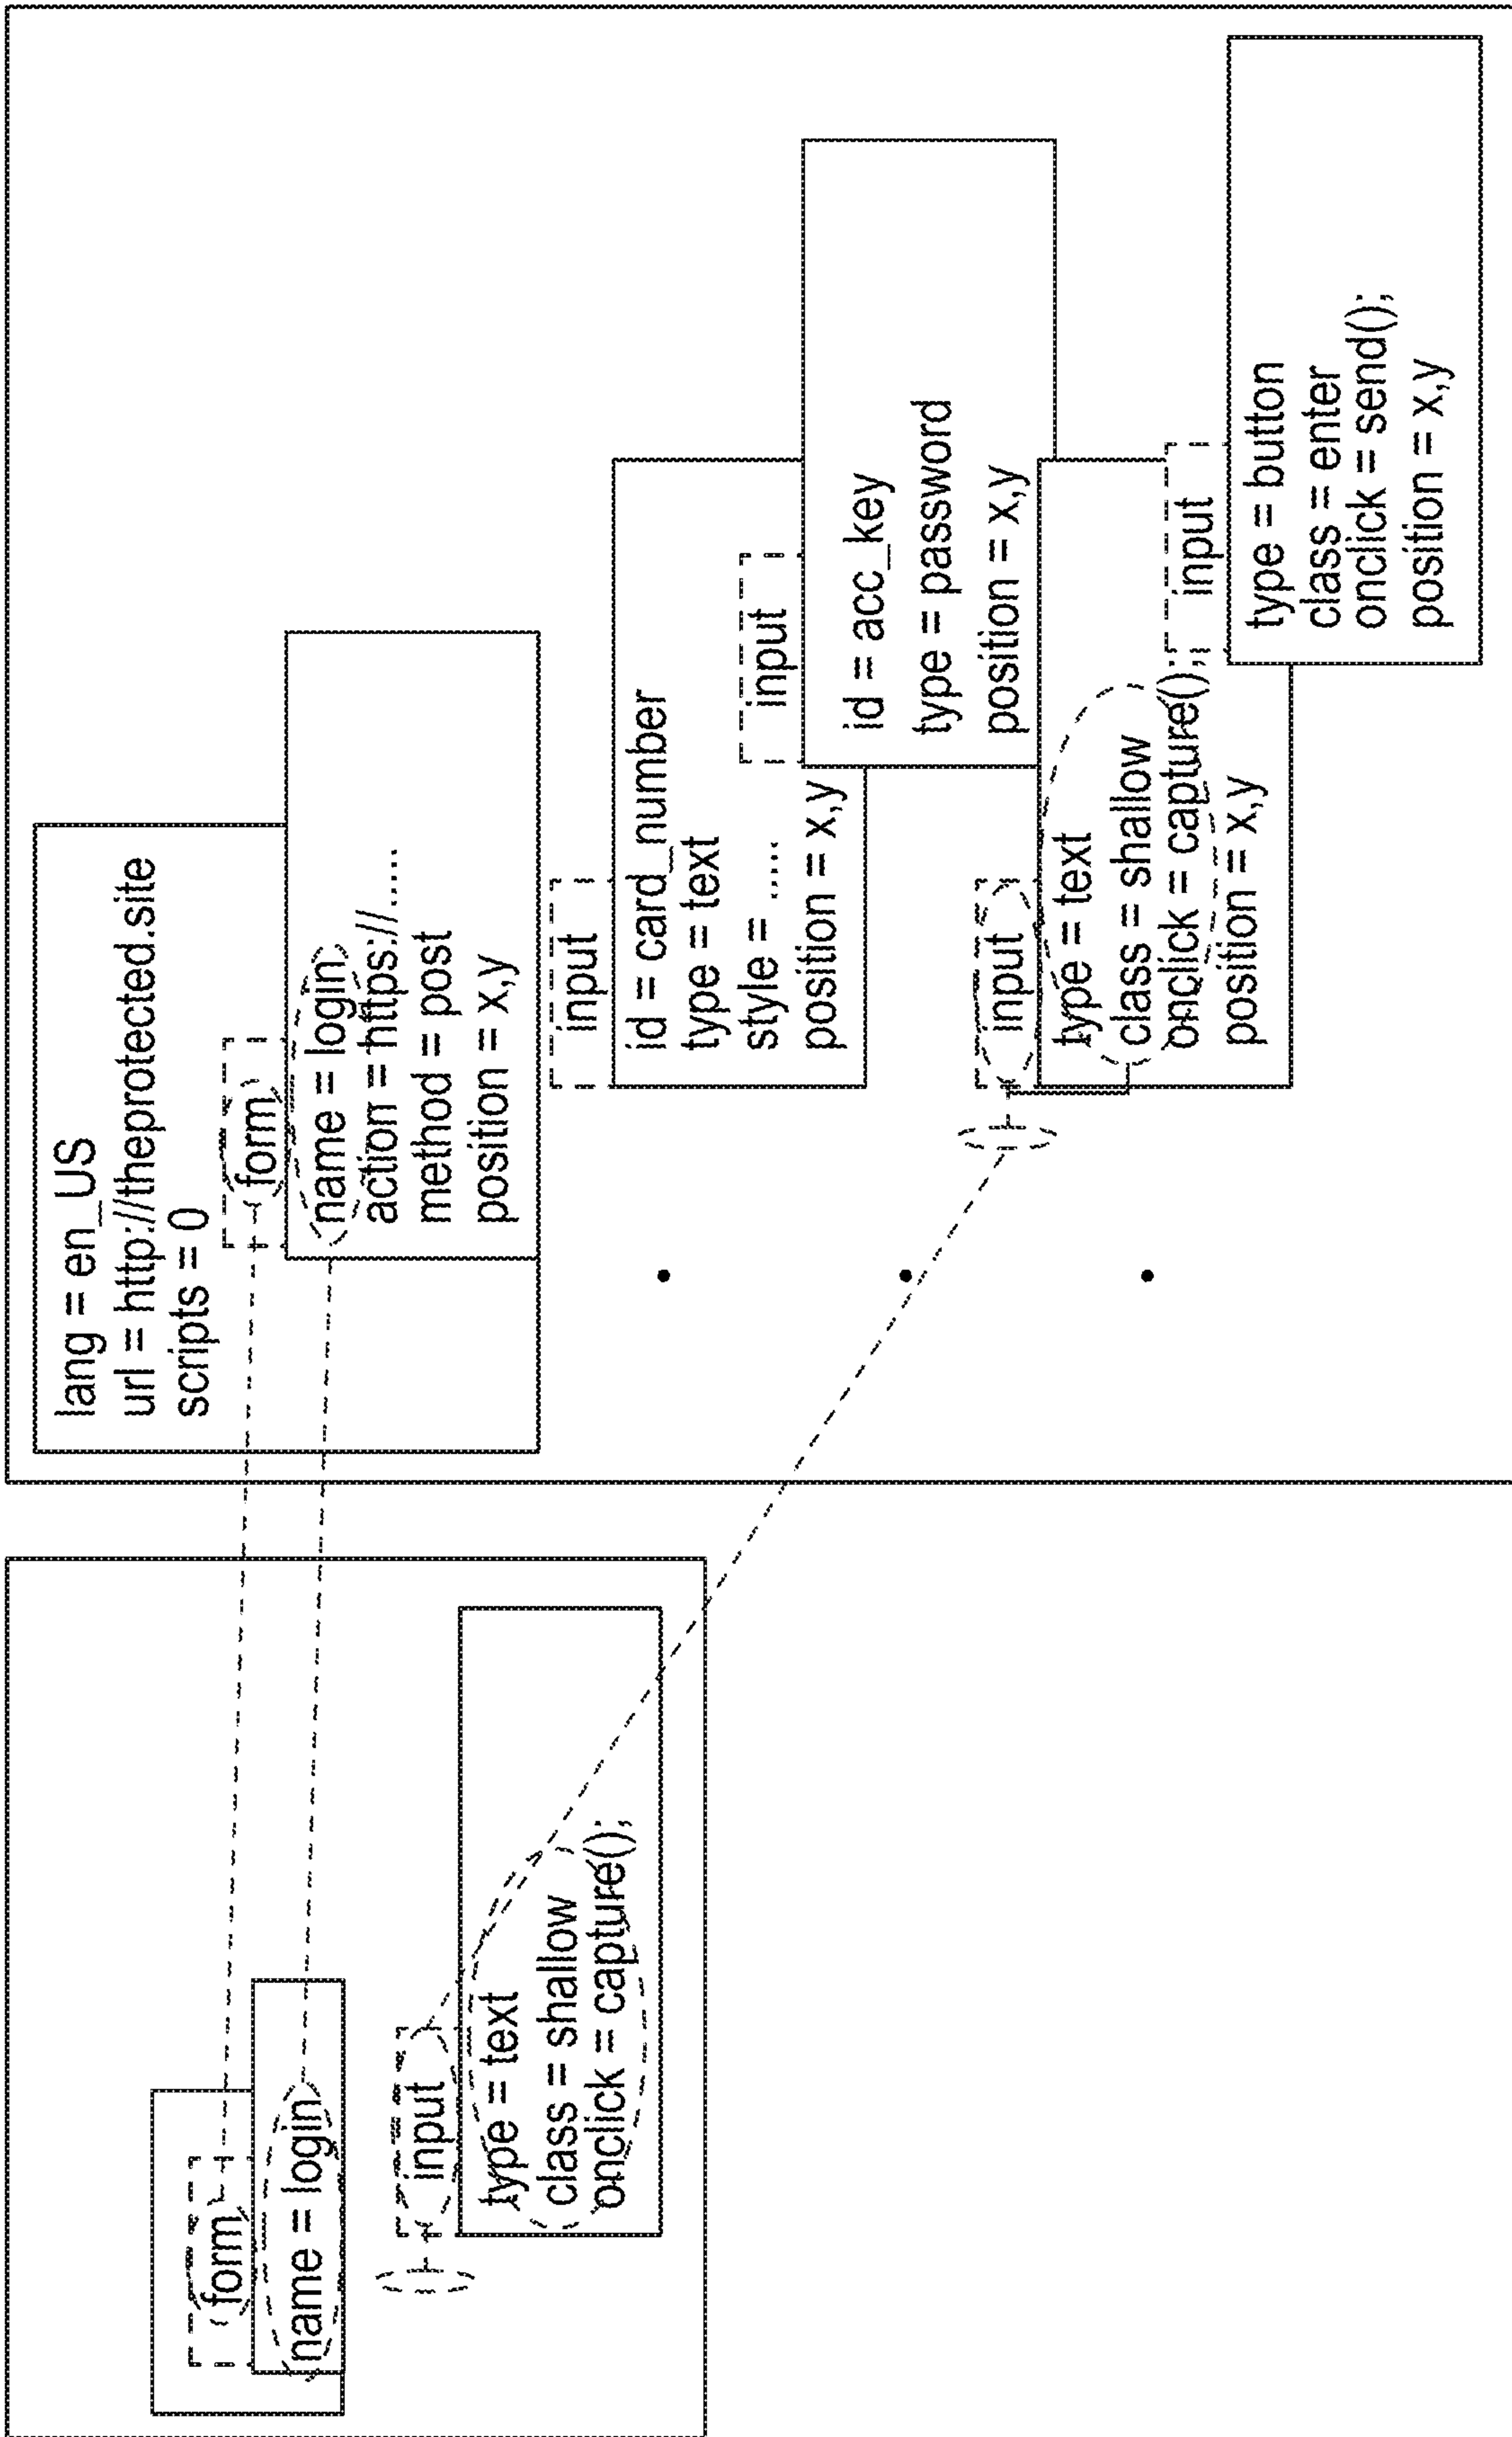 form
name = login
input
type = text
class = shallow
onclick = capture();
lang = en_US
url = http://theprotected.site
scripts = 0
form
name = login
action = https://.....
method = post
position = x,y
input
id = card_number
type = text
style = .....
position = x,y
input
id = acc_key
type = password
position = x,y
input
type = text
class = shallow
onclick = capture();
position = x,y
input
type = button
class = enter
onclick = send();
position = x,y